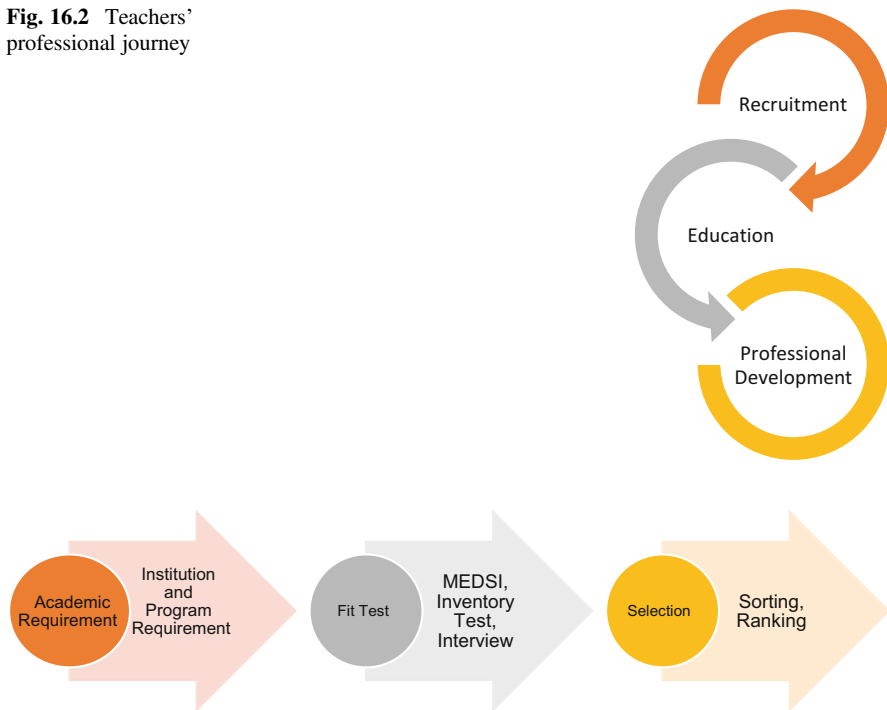 Fig. 16.2 Teachers’
professional journey
Recruitment
Education
Professional
Development
Academic
Requirement
Institution
and
Program
Requirement
Fit Test
MEDSI,
Inventory
Test,
Interview
Selection
Sorting,
Ranking